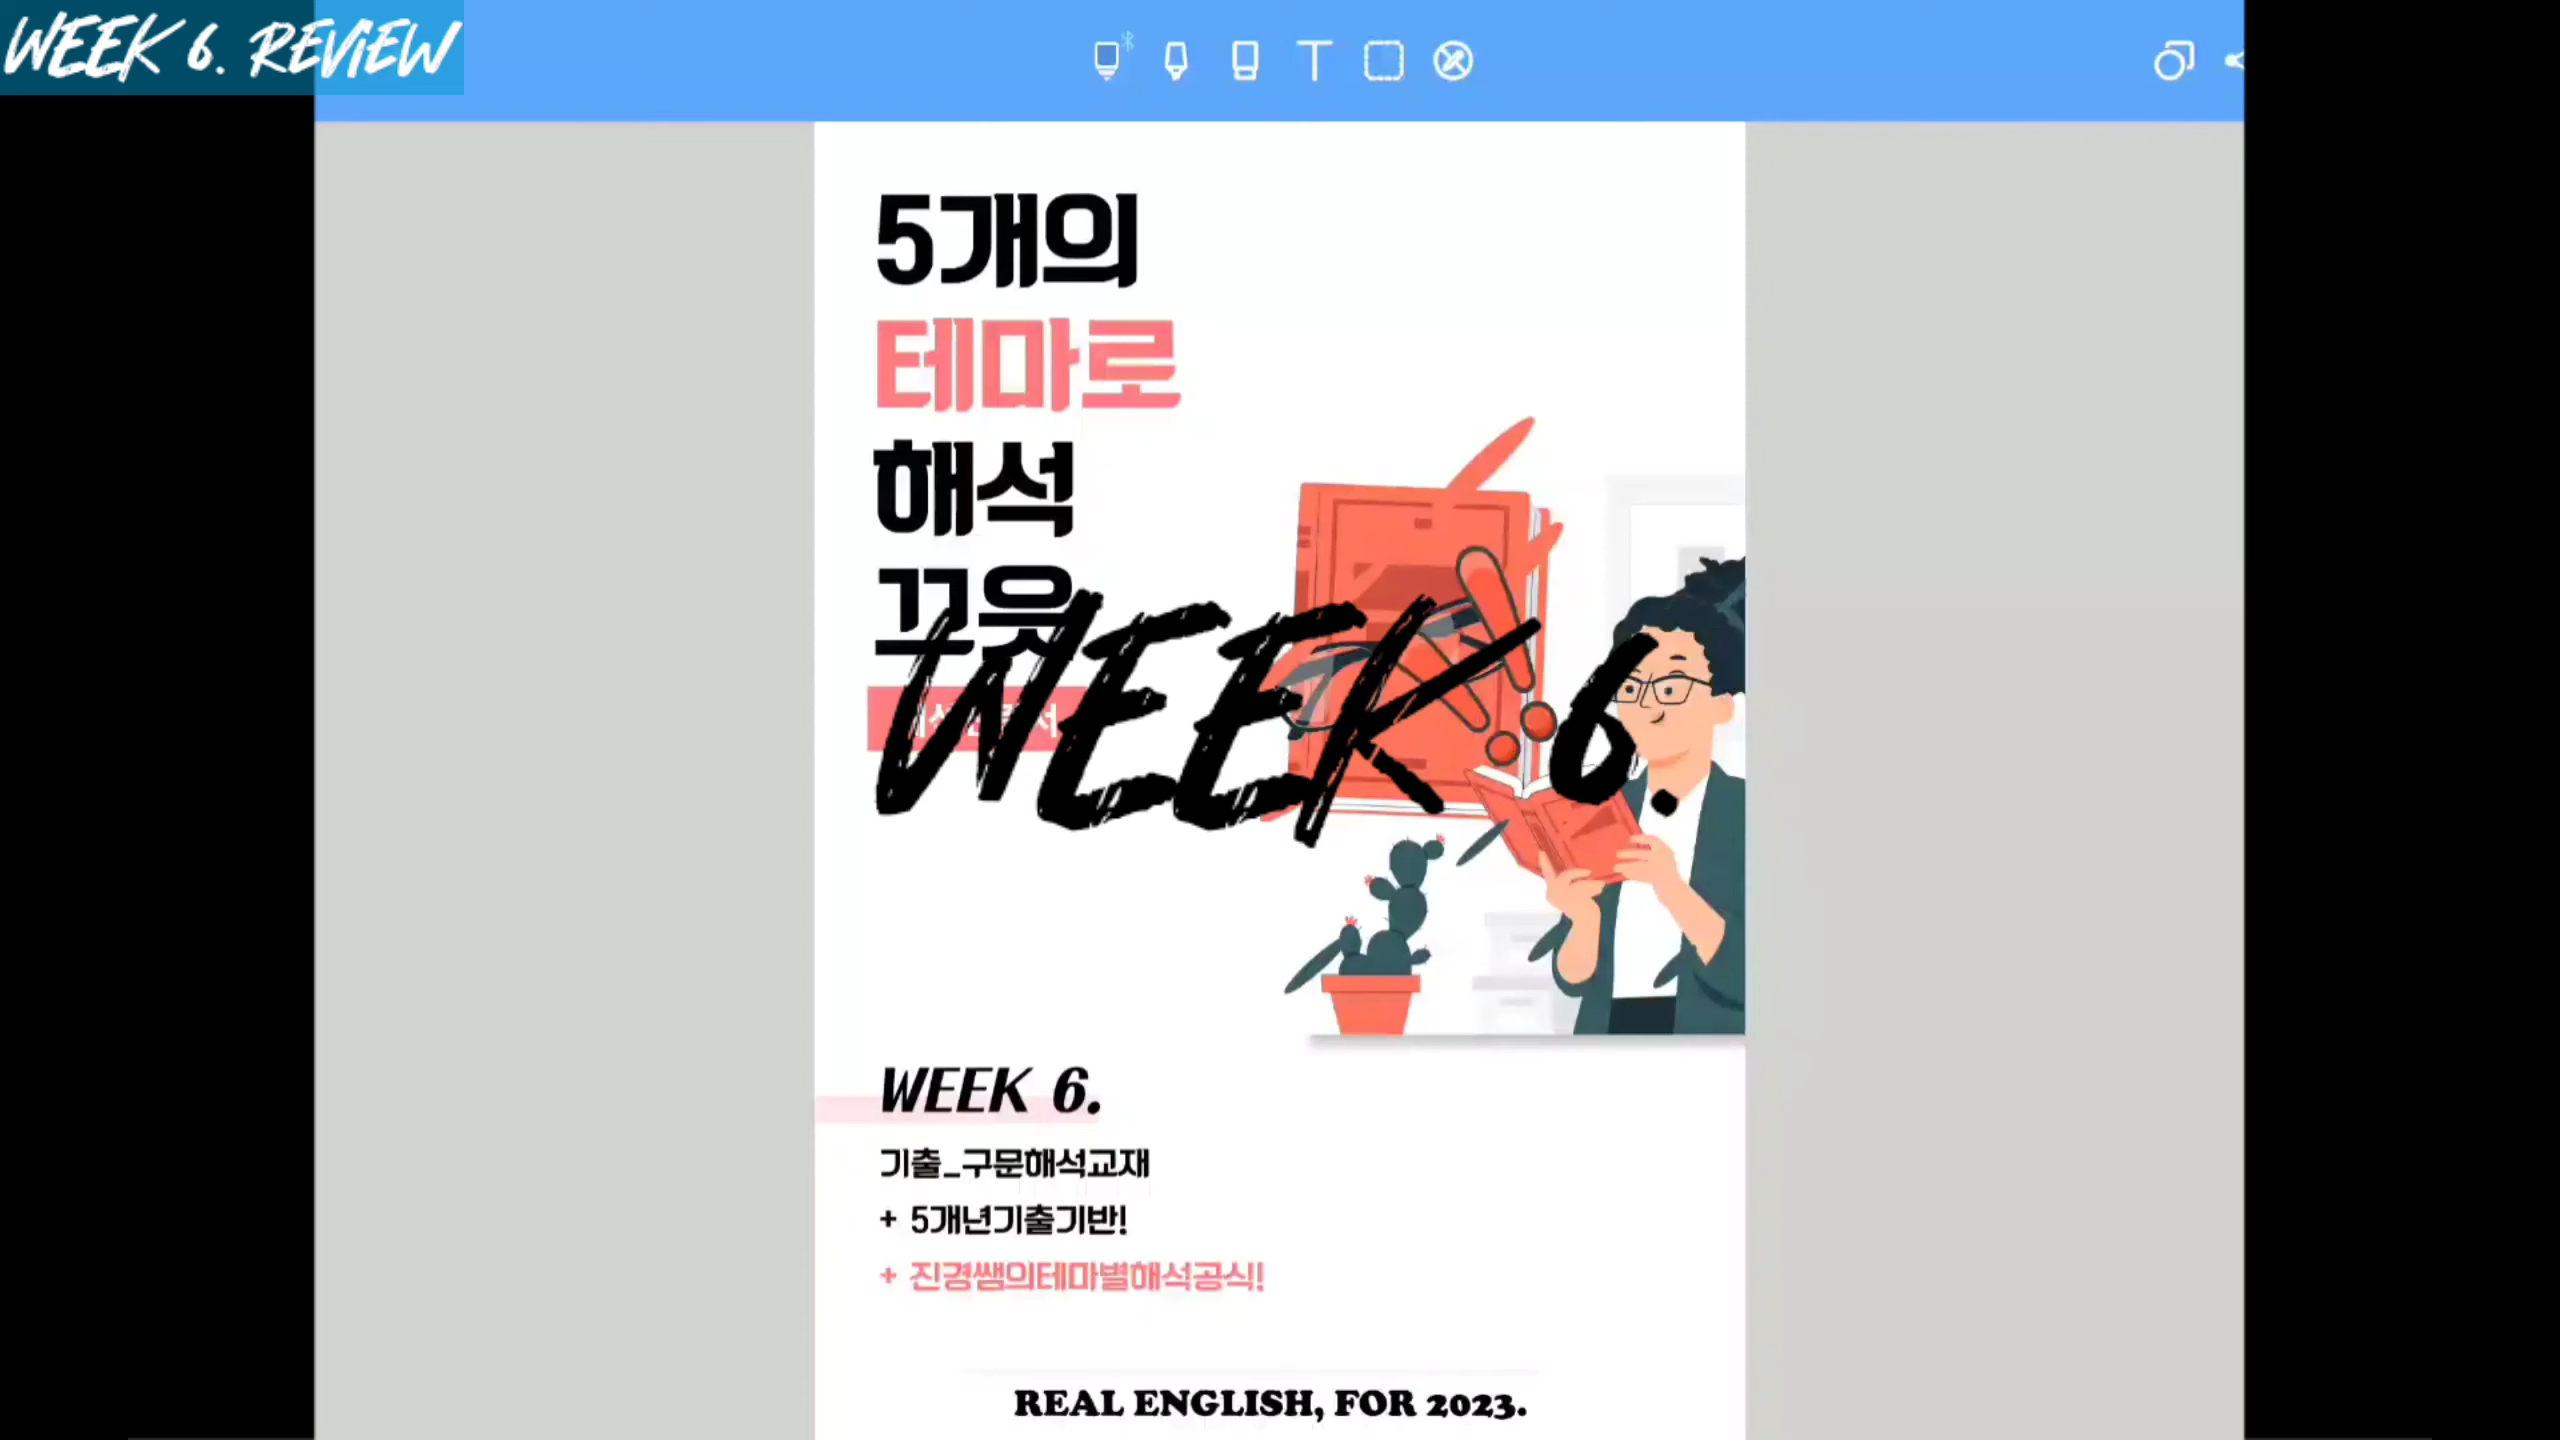 WEEK 6. REVIEW
T
5개의
테마로
해석
끄읏
WEEK 6
WEEK 6.
기출_구문해석교재
+ 5개년기출기반!
+ 진경쌤의테마별해석공식!
REAL ENGLISH, FOR 2023.